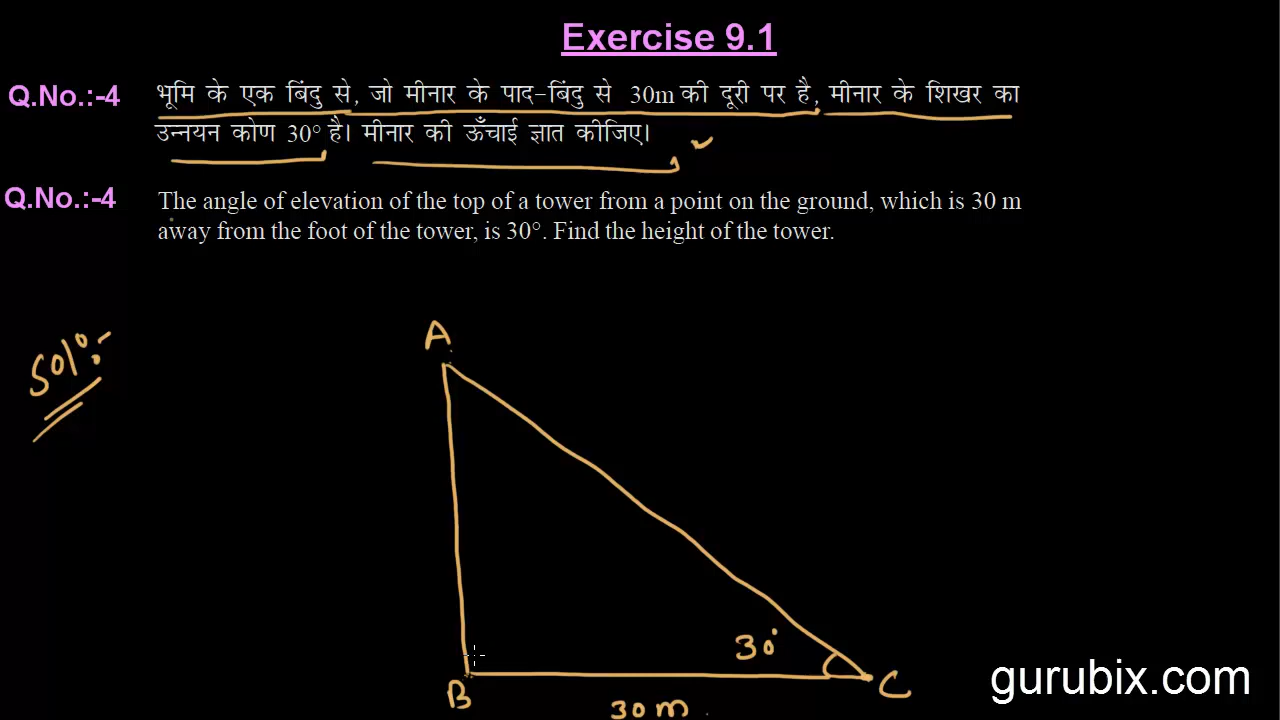 Exercise 9.1
Q.No.:-4 भूमि के एक बिंदु से, जो मीनार के पाद-बिंदु से 30m की दूरी पर है, मीनार के शिखर का
उन्नयन कोण 30° है। मीनार की ऊँचाई ज्ञात कीजिए।
Q.No.:-4 The angle of elevation of the top of a tower from a point on the ground, which is 30 m
away from the foot of the tower, is 30°. Find the height of the tower.
Solº:-
A
30°
B
C
30 m
gurubix.com